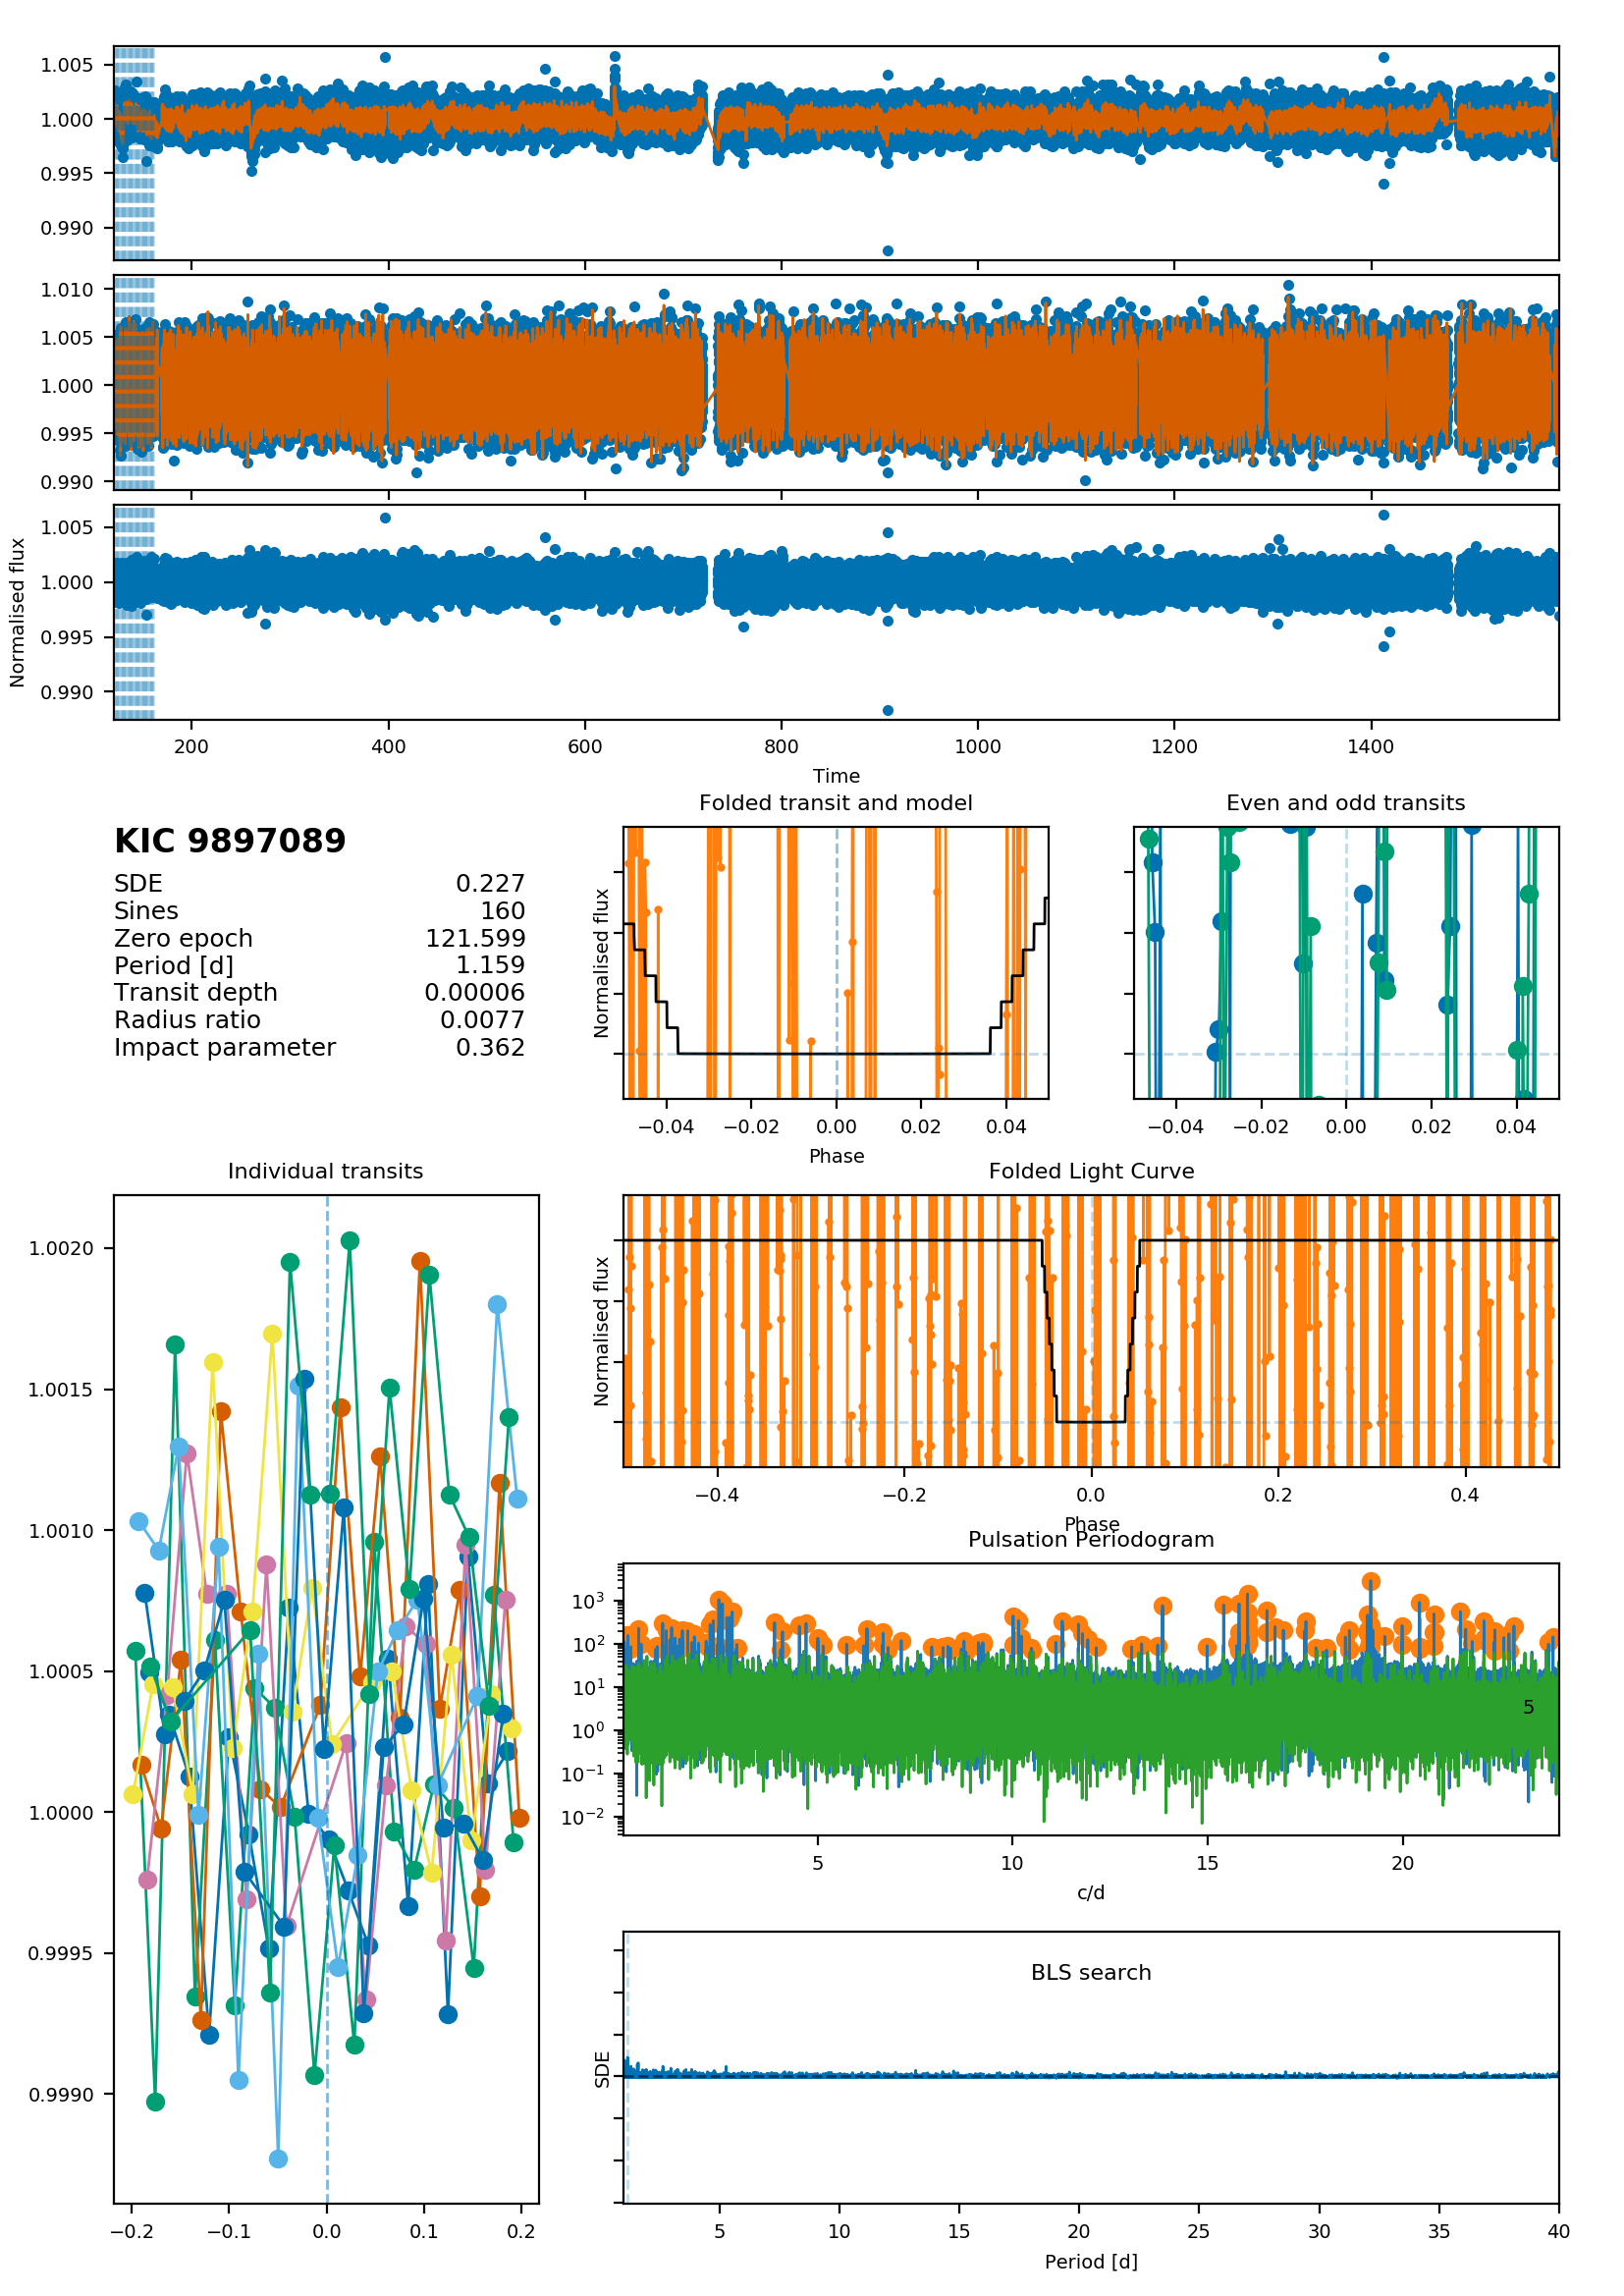 1.005
1.000
0.995
0.990
1.010
1.005
1.000
0.995
0.990
1.005
1.000
0.995
0.990
Normalised flux
200 400 600 800 1000 1200 1400
Time
KIC 9897089
SDE 0.227
Sines 160
Zero epoch 121.599
Period [d] 1.159
Transit depth 0.00006
Radius ratio 0.0077
Impact parameter 0.362
Folded transit and model
Normalised flux
−0.04 −0.02 0.00 0.02 0.04
Phase
Even and odd transits
−0.04 −0.02 0.00 0.02 0.04
Individual transits
1.0020
1.0015
1.0010
1.0005
1.0000
0.9995
0.9990
−0.2 −0.1 0.0 0.1 0.2
Folded Light Curve
Normalised flux
−0.4 −0.2 0.0 0.2 0.4
Phase
Pulsation Periodogram
10³
10²
10¹
10⁰
10⁻¹
10⁻²
5
5 10 15 20
c/d
BLS search
SDE
5 10 15 20 25 30 35 40
Period [d]